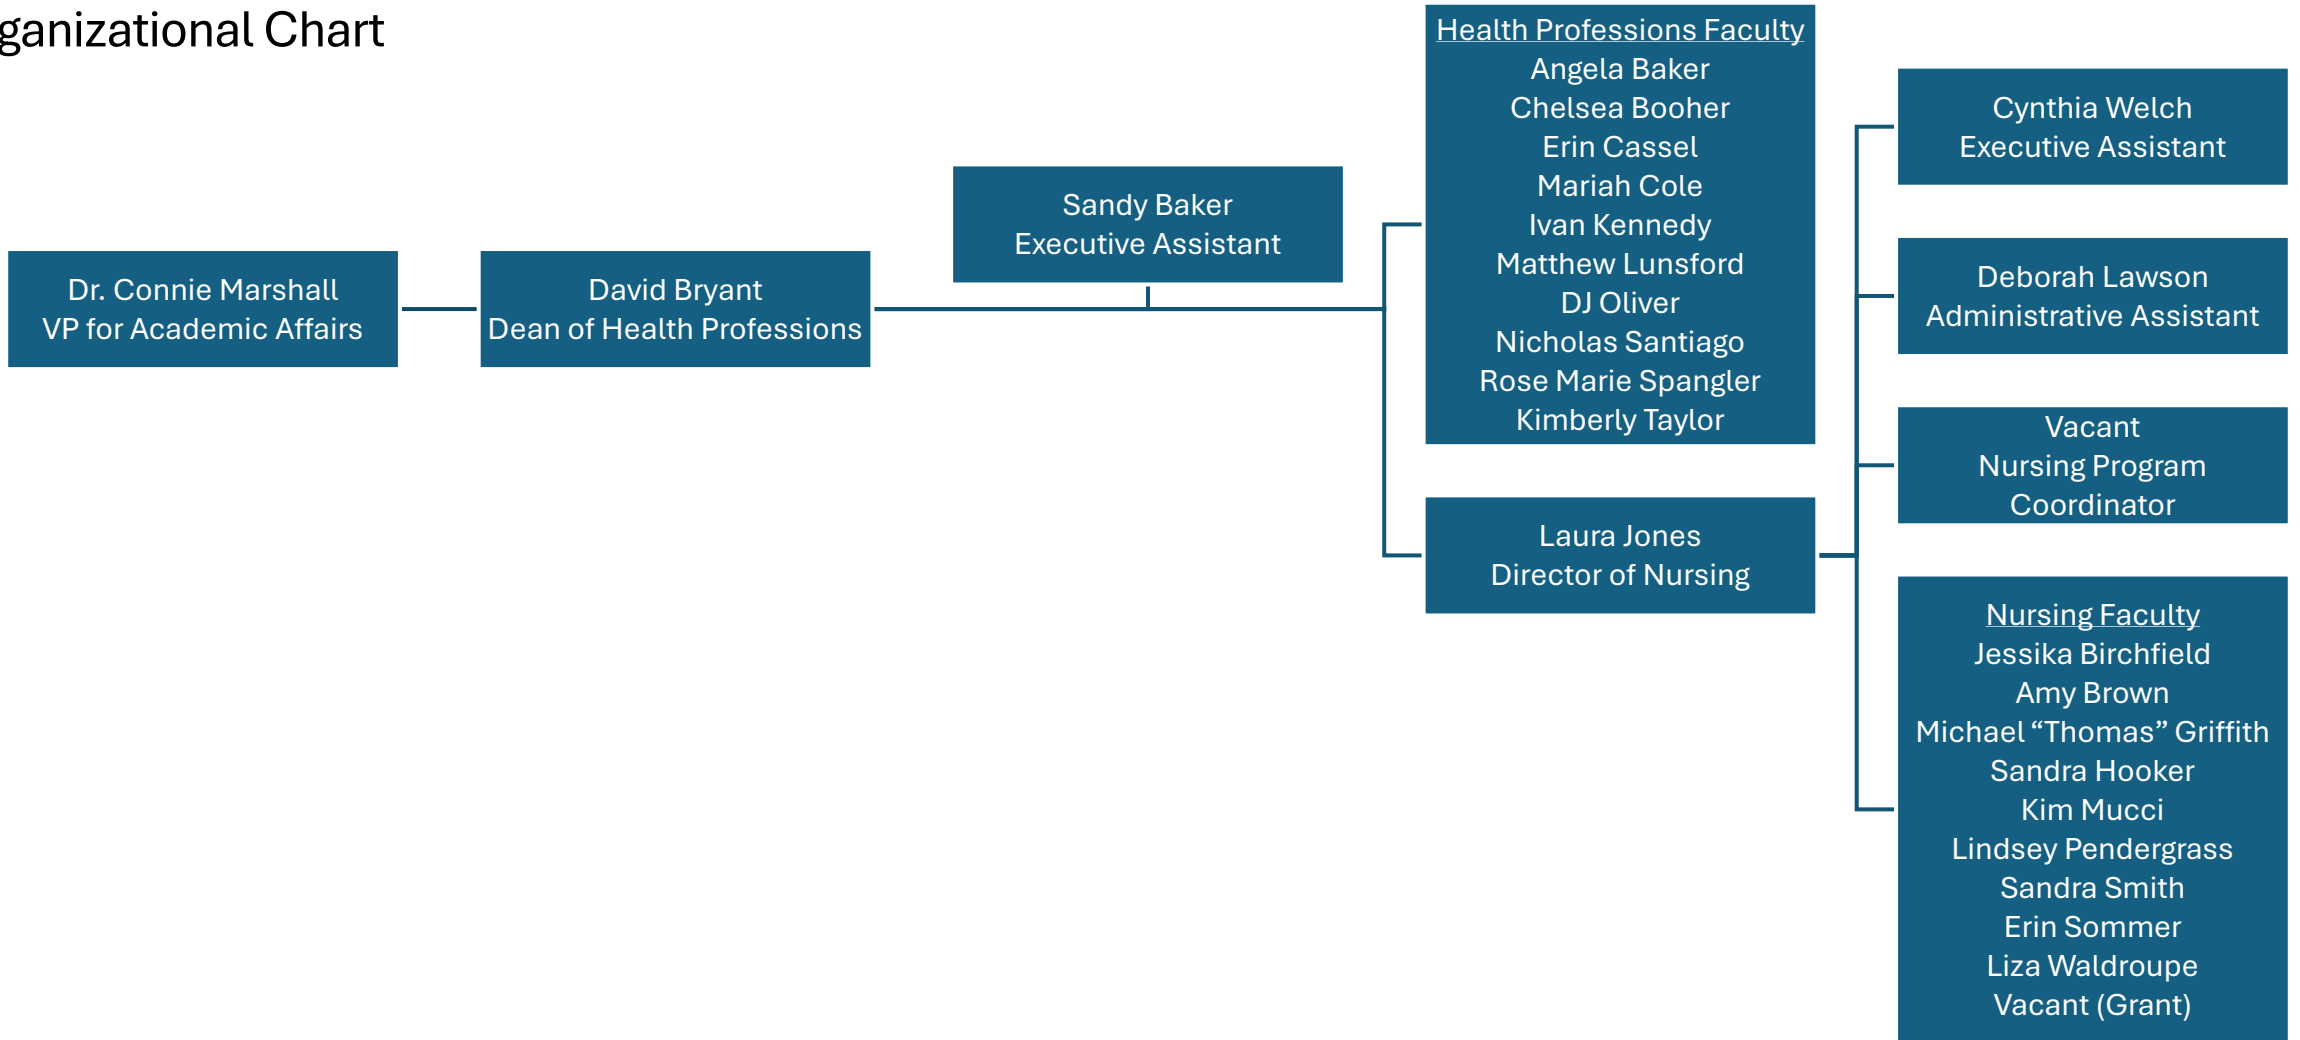 ganizational Chart
Dr. Connie Marshall
VP for Academic Affairs
David Bryant
Dean of Health Professions
Sandy Baker
Executive Assistant
Health Professions Faculty
Angela Baker
Chelsea Booher
Erin Cassel
Mariah Cole
Ivan Kennedy
Matthew Lunsford
DJ Oliver
Nicholas Santiago
Rose Marie Spangler
Kimberly Taylor
Laura Jones
Director of Nursing
Cynthia Welch
Executive Assistant
Deborah Lawson
Administrative Assistant
Vacant
Nursing Program
Coordinator
Nursing Faculty
Jessika Birchfield
Amy Brown
Michael “Thomas” Griffith
Sandra Hooker
Kim Mucci
Lindsey Pendergrass
Sandra Smith
Erin Sommer
Liza Waldroupe
Vacant (Grant)